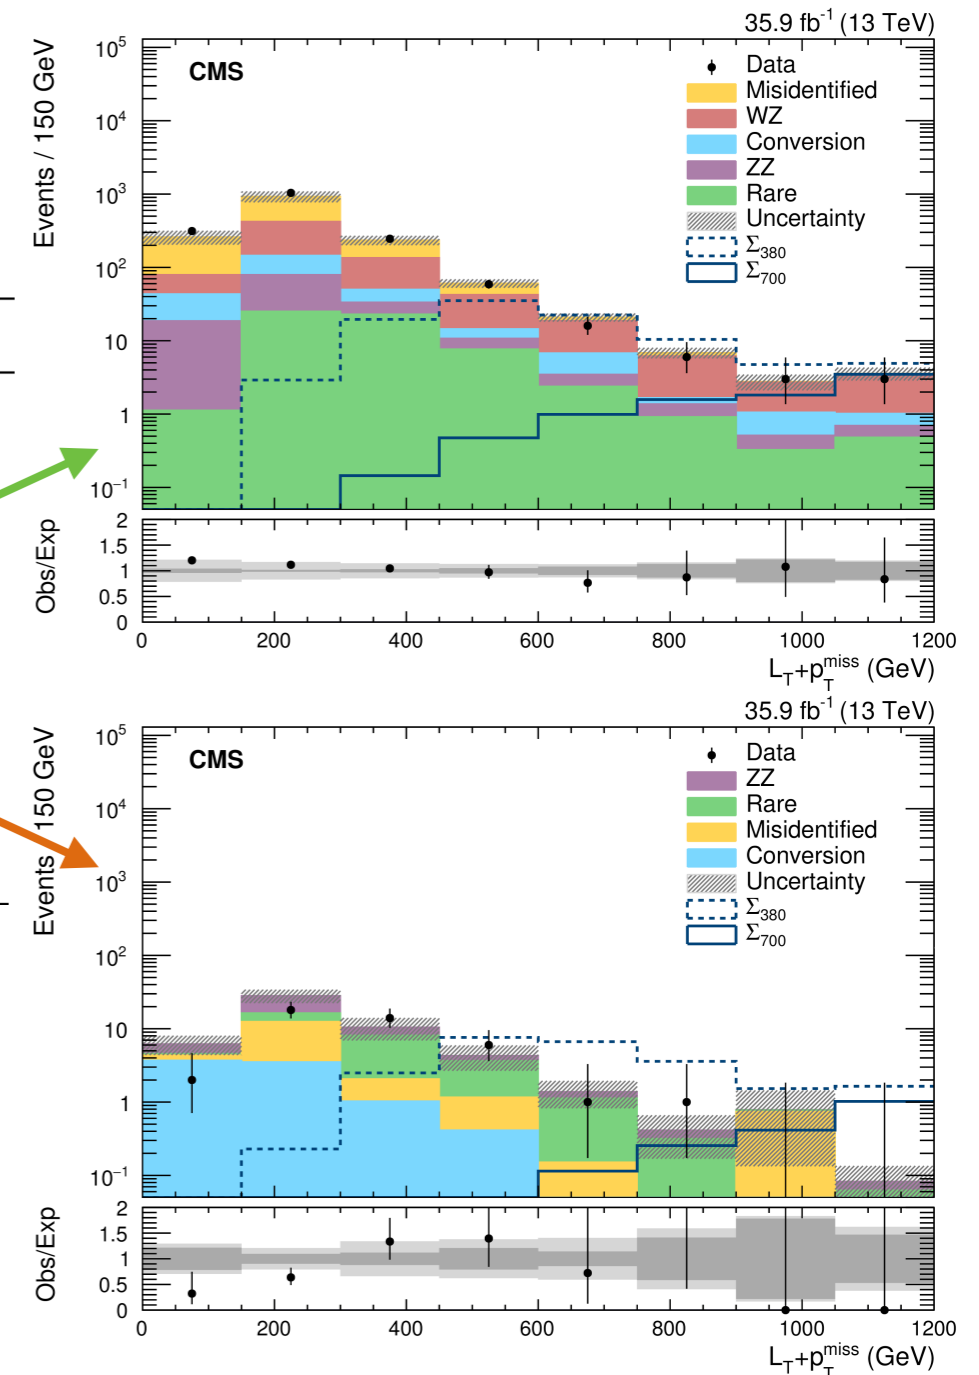 35.9 fb⁻¹ (13 TeV)
CMS
Events / 150 GeV
10⁵
10⁴
10³
10²
10
1
10⁻¹
Data
Misidentified
WZ
Conversion
ZZ
Rare
Uncertainty
Σ₃₈₀
Σ₇₀₀
Obs/Exp
2
1.5
1
0.5
0
0 200 400 600 800 1000 1200
L_T+p_T^miss (GeV)
35.9 fb⁻¹ (13 TeV)
CMS
Events 150 GeV
10⁵
10⁴
10³
10²
10
1
10⁻¹
Data
ZZ
Rare
Misidentified
Conversion
Uncertainty
Σ₃₈₀
Σ₇₀₀
Obs/Exp
2
1.5
1
0.5
0
0 200 400 600 800 1000 1200
L_T+p_T^miss (GeV)